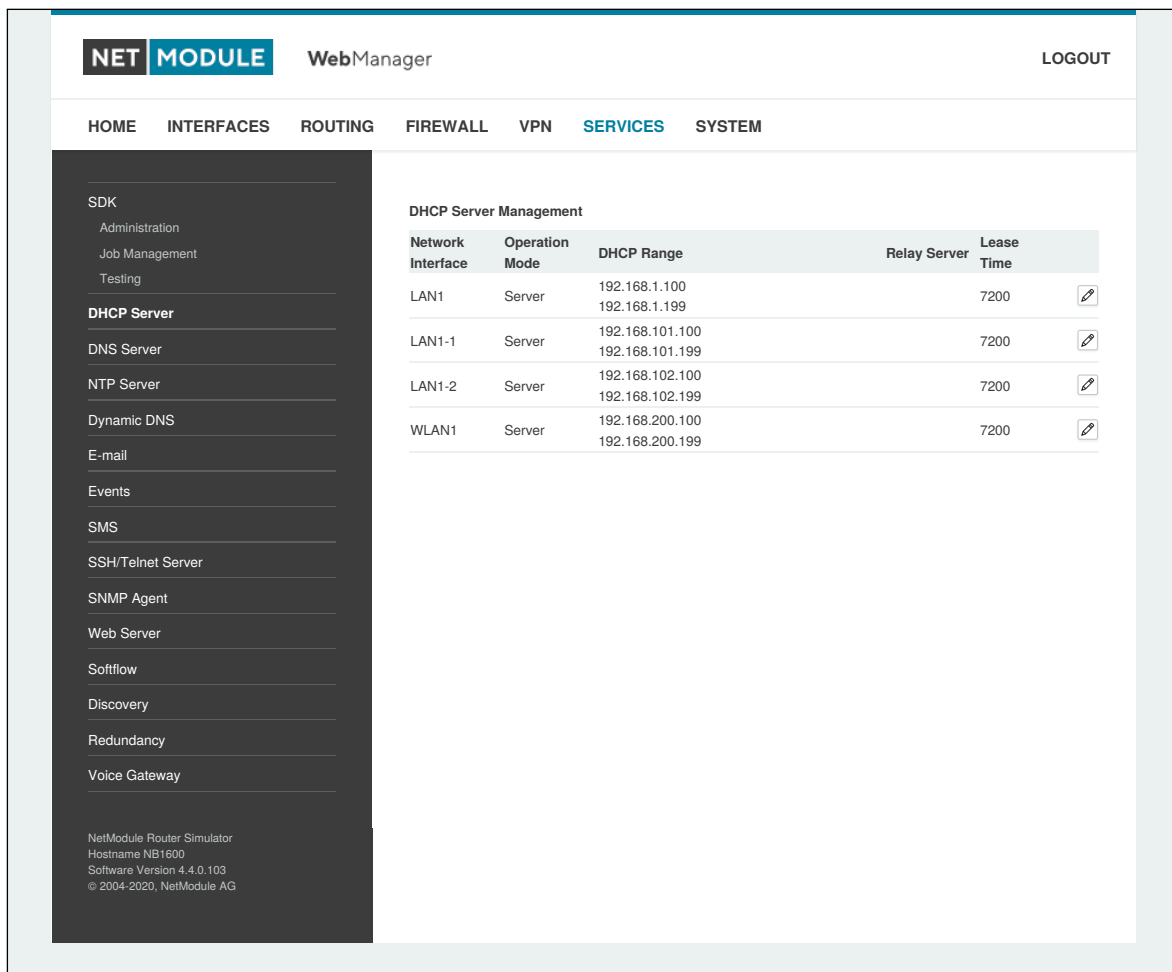 NET MODULE WebManager LOGOUT
HOME INTERFACES ROUTING FIREWALL VPN SERVICES SYSTEM
SDK
Administration
Job Management
Testing
DHCP Server
DNS Server
NTP Server
Dynamic DNS
E-mail
Events
SMS
SSH/Telnet Server
SNMP Agent
Web Server
Softflow
Discovery
Redundancy
Voice Gateway
NetModule Router Simulator
Hostname NB1600
Software Version 4.4.0.103
© 2004-2020, NetModule AG
DHCP Server Management
Network Interface Operation Mode DHCP Range Relay Server Lease Time
LAN1 Server 192.168.1.100 7200
192.168.1.199
LAN1-1 Server 192.168.101.100 7200
192.168.101.199
LAN1-2 Server 192.168.102.100 7200
192.168.102.199
WLAN1 Server 192.168.200.100 7200
192.168.200.199